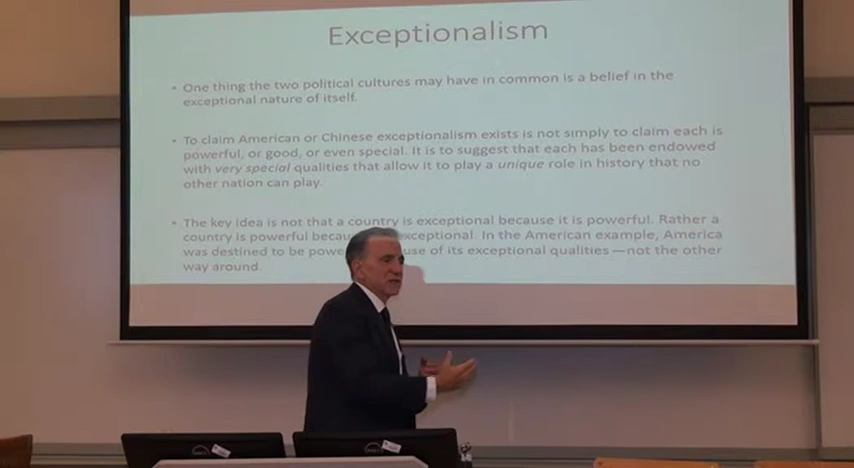 Exceptionalism
• One thing the two political cultures may have in common is a belief in the
exceptional nature of itself.
• To claim American or Chinese exceptionalism exists is not simply to claim each is
powerful, or good, or even special. It is to suggest that each has been endowed
with very special qualities that allow it to play a unique role in history that no
other nation can play.
• The key idea is not that a country is exceptional because it is powerful. Rather a
country is powerful becau exceptional. In the American example, America
was destined to be powe use of its exceptional qualities—not the other
way around.